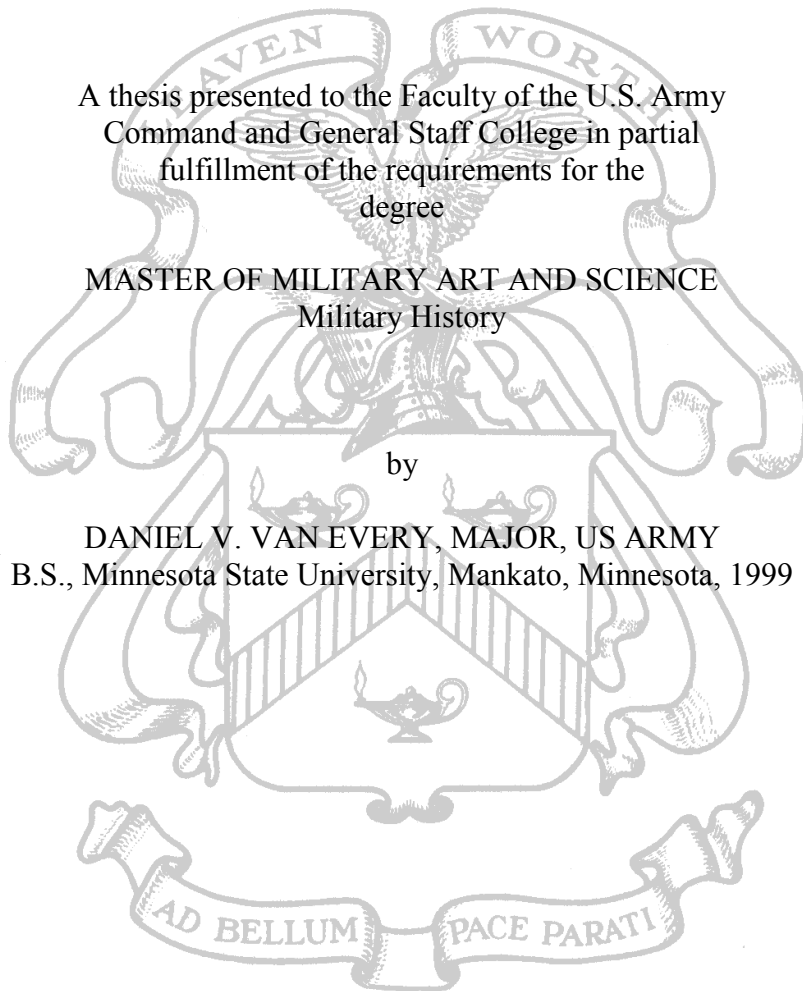 LEAVEN WORTH
A thesis presented to the Faculty of the U.S. Army
Command and General Staff College in partial
fulfillment of the requirements for the
degree
MASTER OF MILITARY ART AND SCIENCE
Military History
by
DANIEL V. VAN EVERY, MAJOR, US ARMY
B.S., Minnesota State University, Mankato, Minnesota, 1999
AD BELLUM PACE PARATI